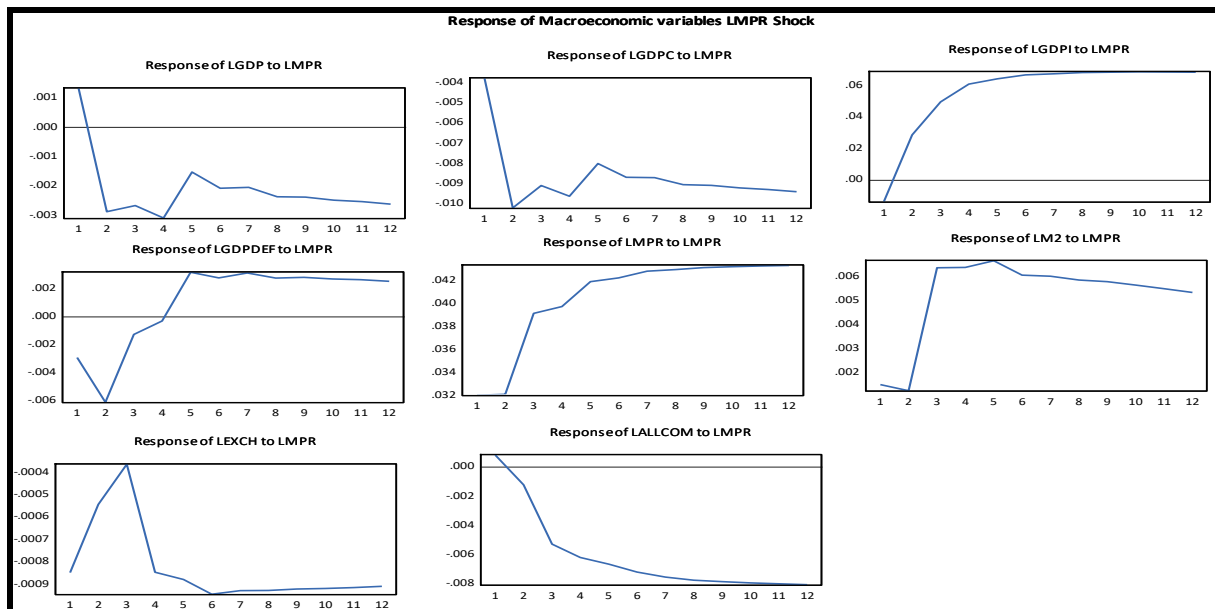 Response of Macroeconomic variables LMPR Shock
Response of LGDP to LMPR
.001
.000
-.001
-.002
-.003
1 2 3 4 5 6 7 8 9 10 11 12
Response of LGDPC to LMPR
-.004
-.005
-.006
-.007
-.008
-.009
-.010
1 2 3 4 5 6 7 8 9 10 11 12
Response of LGDPI to LMPR
.06
.04
.02
.00
1 2 3 4 5 6 7 8 9 10 11 12
Response of LGDPDEF to LMPR
.002
.000
-.002
-.004
-.006
1 2 3 4 5 6 7 8 9 10 11 12
Response of LMPR to LMPR
.042
.040
.038
.036
.034
.032
1 2 3 4 5 6 7 8 9 10 11 12
Response of LM2 to LMPR
.006
.005
.004
.003
.002
1 2 3 4 5 6 7 8 9 10 11 12
Response of LEXCH to LMPR
-.0004
-.0005
-.0006
-.0007
-.0008
-.0009
1 2 3 4 5 6 7 8 9 10 11 12
Response of LALLCOM to LMPR
.000
-.002
-.004
-.006
-.008
1 2 3 4 5 6 7 8 9 10 11 12